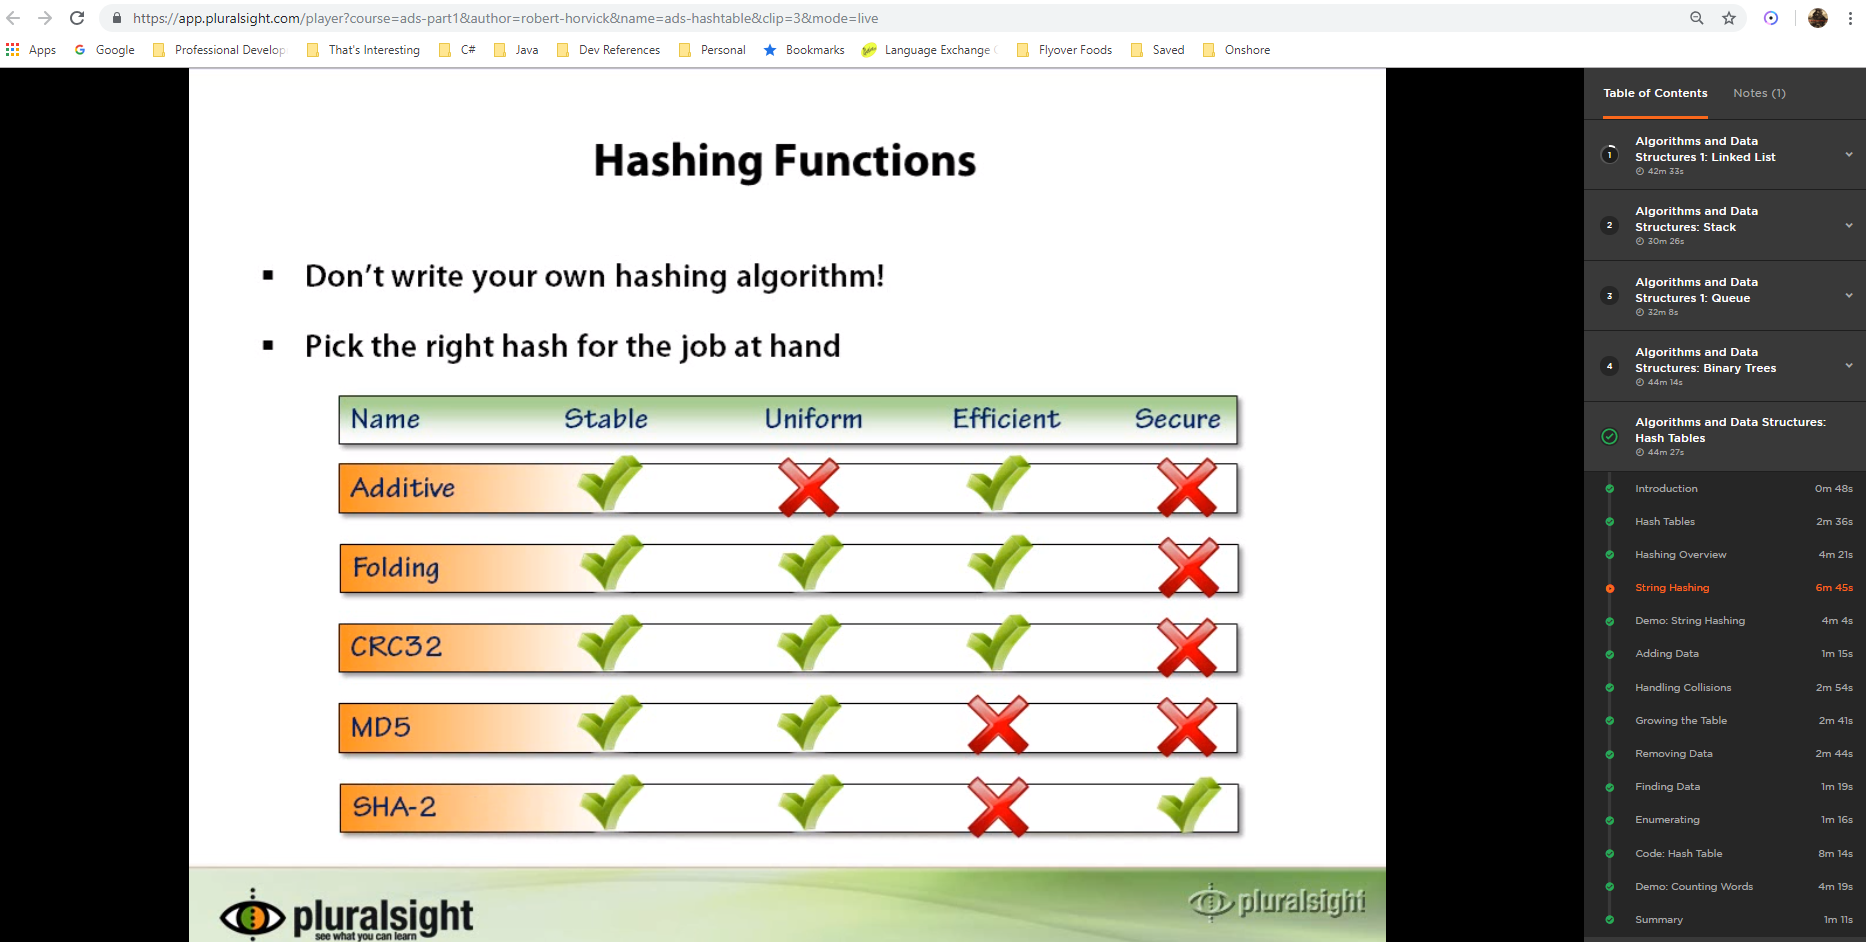 https://app.pluralsight.com/player?course=ads-part1&author=robert-horvick&name=ads-hashtable&clip=3&mode=live
Apps Google Professional Develop That's Interesting C# Java Dev References Personal Bookmarks Language Exchange Flyover Foods Saved Onshore
Hashing Functions
▪ Don't write your own hashing algorithm!
▪ Pick the right hash for the job at hand
Name Stable Uniform Efficient Secure
Additive
Folding
CRC32
MD5
SHA-2
pluralsight
see what you can learn
pluralsight
Table of Contents Notes (1)
1
Algorithms and Data
Structures 1: Linked List
42m 33s
2
Algorithms and Data
Structures: Stack
30m 26s
3
Algorithms and Data
Structures 1: Queue
32m 8s
4
Algorithms and Data
Structures: Binary Trees
44m 14s
Algorithms and Data Structures:
Hash Tables
44m 27s
Introduction 0m 48s
Hash Tables 2m 36s
Hashing Overview 4m 21s
String Hashing 6m 45s
Demo: String Hashing 4m 4s
Adding Data 1m 15s
Handling Collisions 2m 54s
Growing the Table 2m 41s
Removing Data 2m 44s
Finding Data 1m 19s
Enumerating 1m 16s
Code: Hash Table 8m 14s
Demo: Counting Words 4m 19s
Summary 1m 11s